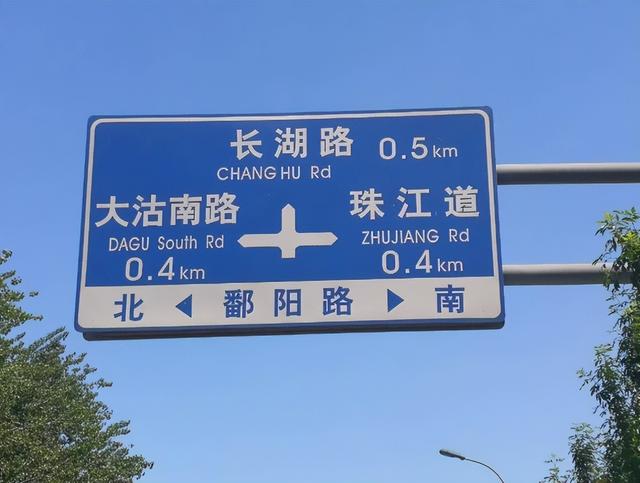 长湖路 0.5km
CHANG HU Rd
大沽南路
DAGU South Rd
0.4km
珠江道
ZHUJIANG Rd
0.4km
北 ◀ 鄱阳路 ▶ 南